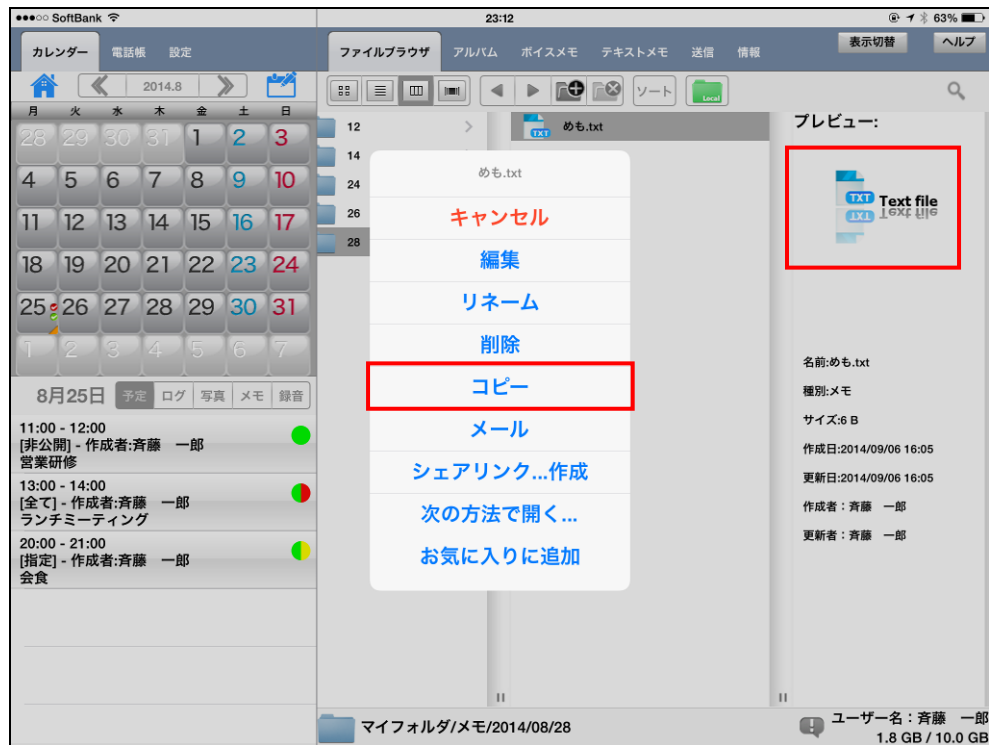 SoftBank
23:12
63%
カレンダー 電話帳 設定
ファイルブラウザ アルバム ボイスメモ テキストメモ 送信 情報
表示切替 ヘルプ
2014.8
ソート
Local
月 火 水 木 金 土 日
28 29 30 31 1 2 3
4 5 6 7 8 9 10
11 12 13 14 15 16 17
18 19 20 21 22 23 24
25 26 27 28 29 30 31
1 2 3 4 5 6 7
8月25日 予定 ログ 写真 メモ 録音
11:00 - 12:00
[非公開] - 作成者:斉藤　一郎
営業研修
13:00 - 14:00
[全て] - 作成者:斉藤　一郎
ランチミーティング
20:00 - 21:00
[指定] - 作成者:斉藤　一郎
会食
12
14
24
26
28
TXT めも.txt
めも.txt
キャンセル
編集
リネーム
削除
コピー
メール
シェアリンク...作成
次の方法で開く...
お気に入りに追加
プレビュー:
TXT Text file
名前:めも.txt
種別:メモ
サイズ:6 B
作成日:2014/09/06 16:05
更新日:2014/09/06 16:05
作成者：斉藤　一郎
更新者：斉藤　一郎
マイフォルダ/メモ/2014/08/28
ユーザー名：斉藤　一郎
1.8 GB / 10.0 GB